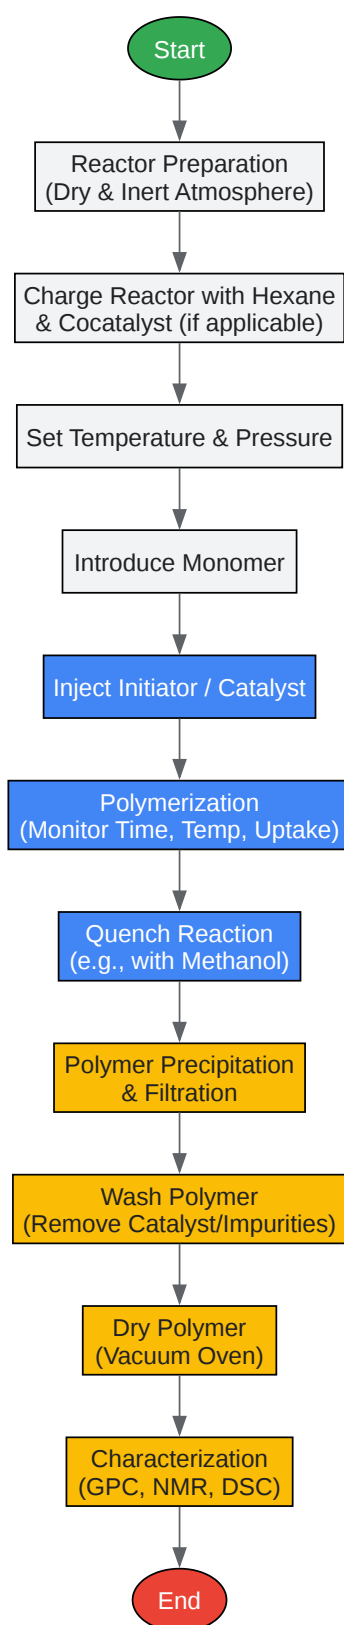 Start
Reactor Preparation
(Dry & Inert Atmosphere)
Charge Reactor with Hexane
& Cocatalyst (if applicable)
Set Temperature & Pressure
Introduce Monomer
Inject Initiator / Catalyst
Polymerization
(Monitor Time, Temp, Uptake)
Quench Reaction
(e.g., with Methanol)
Polymer Precipitation
& Filtration
Wash Polymer
(Remove Catalyst/Impurities)
Dry Polymer
(Vacuum Oven)
Characterization
(GPC, NMR, DSC)
End